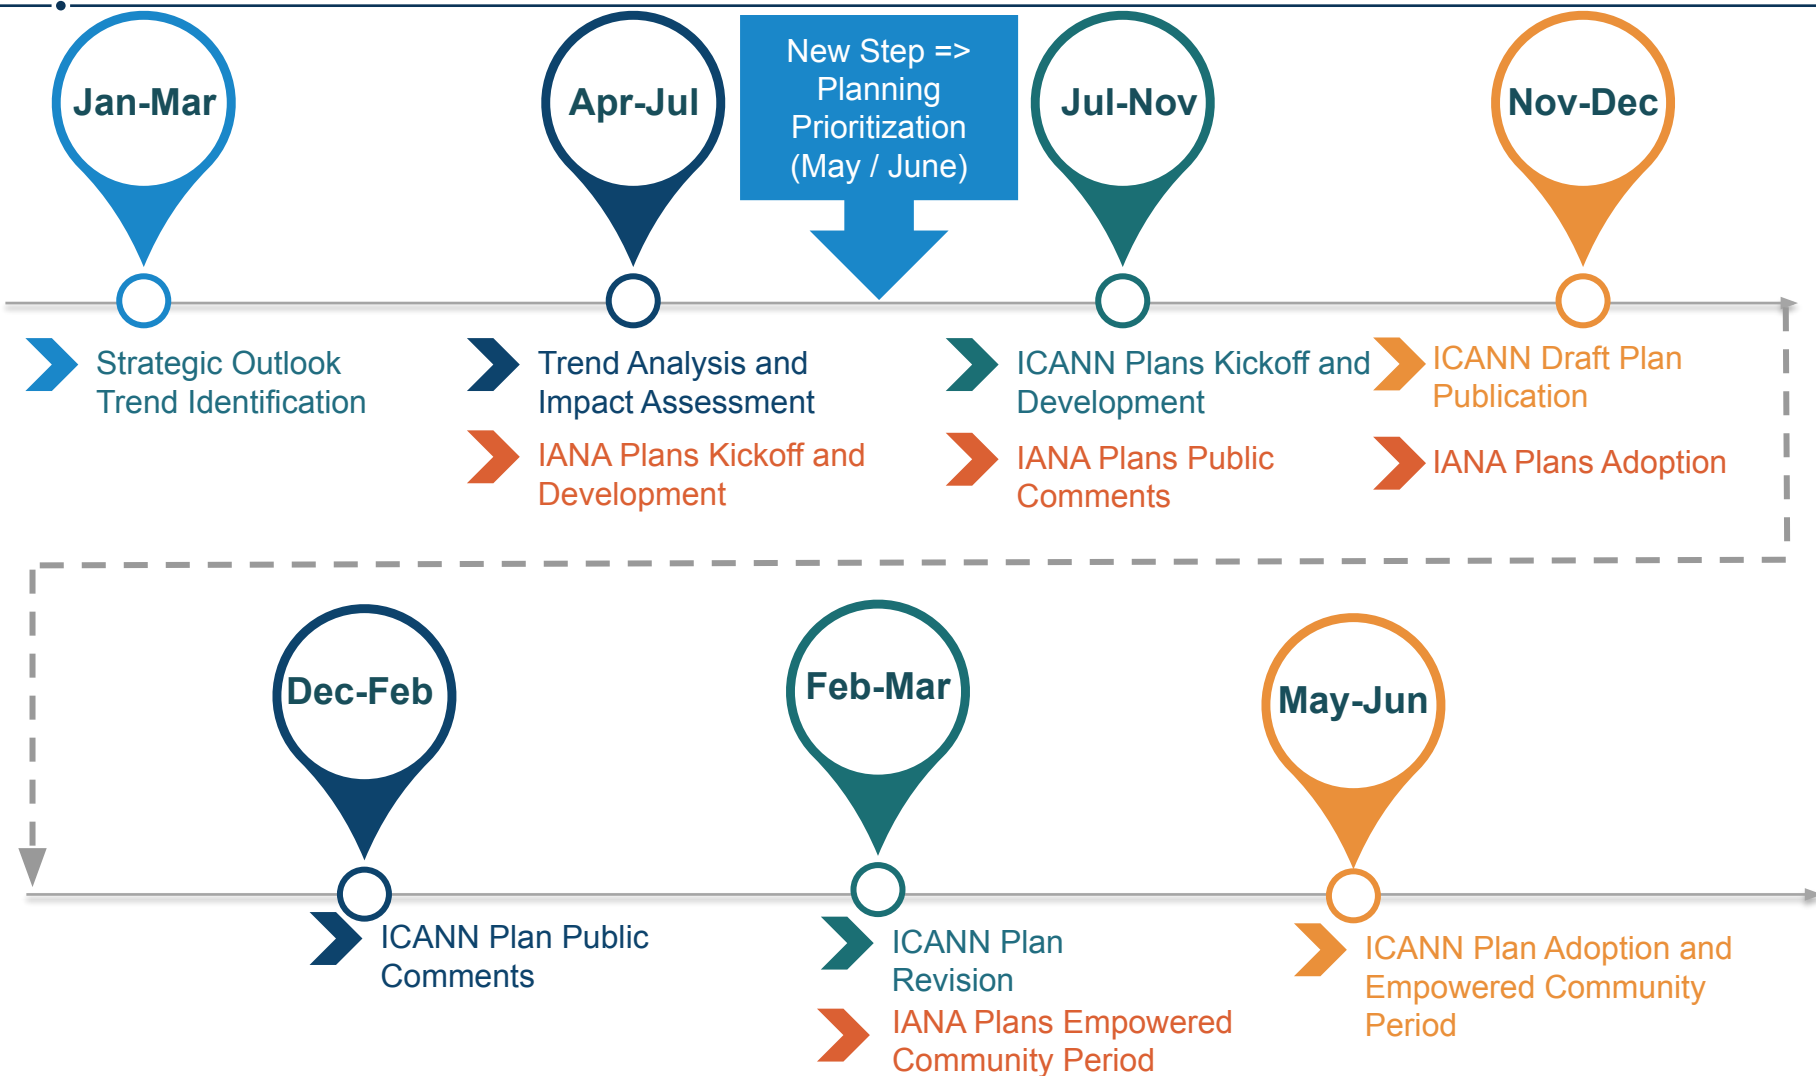 Jan-Mar
Apr-Jul
New Step =>
Planning
Prioritization
(May / June)
Jul-Nov
Nov-Dec
Strategic Outlook
Trend Identification
Trend Analysis and
Impact Assessment
IANA Plans Kickoff and
Development
ICANN Plans Kickoff and
Development
IANA Plans Public
Comments
ICANN Draft Plan
Publication
IANA Plans Adoption
Dec-Feb
Feb-Mar
May-Jun
ICANN Plan Public
Comments
ICANN Plan
Revision
IANA Plans Empowered
Community Period
ICANN Plan Adoption and
Empowered Community
Period